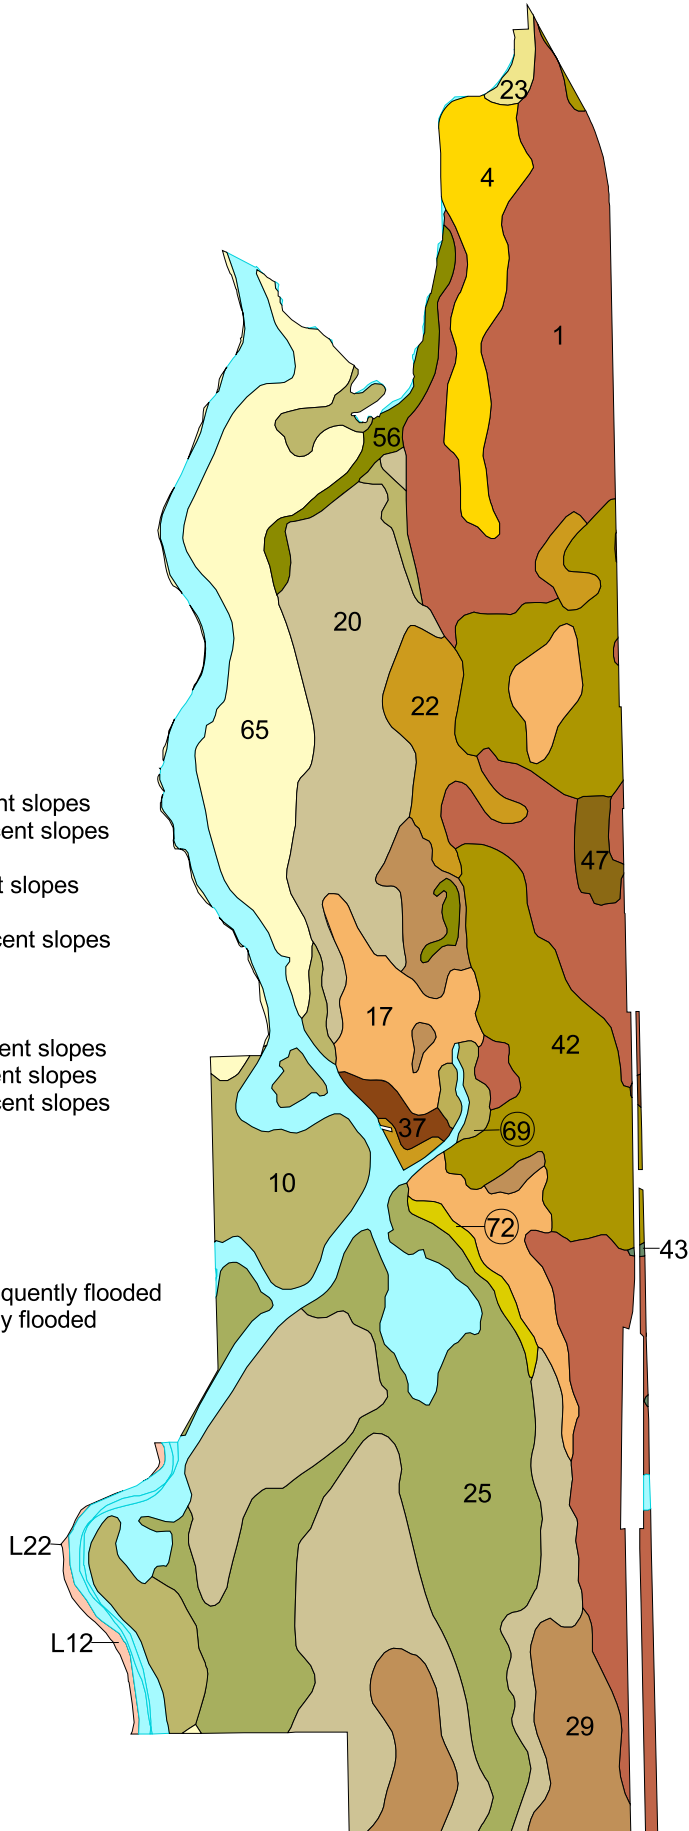 23
4
1
56
20
22
65
nt slopes
cent slopes
47
t slopes
cent slopes
17
42
ent slopes
ent slopes
cent slopes
37
69
10
72
43
quently flooded
y flooded
25
L22
L12
29